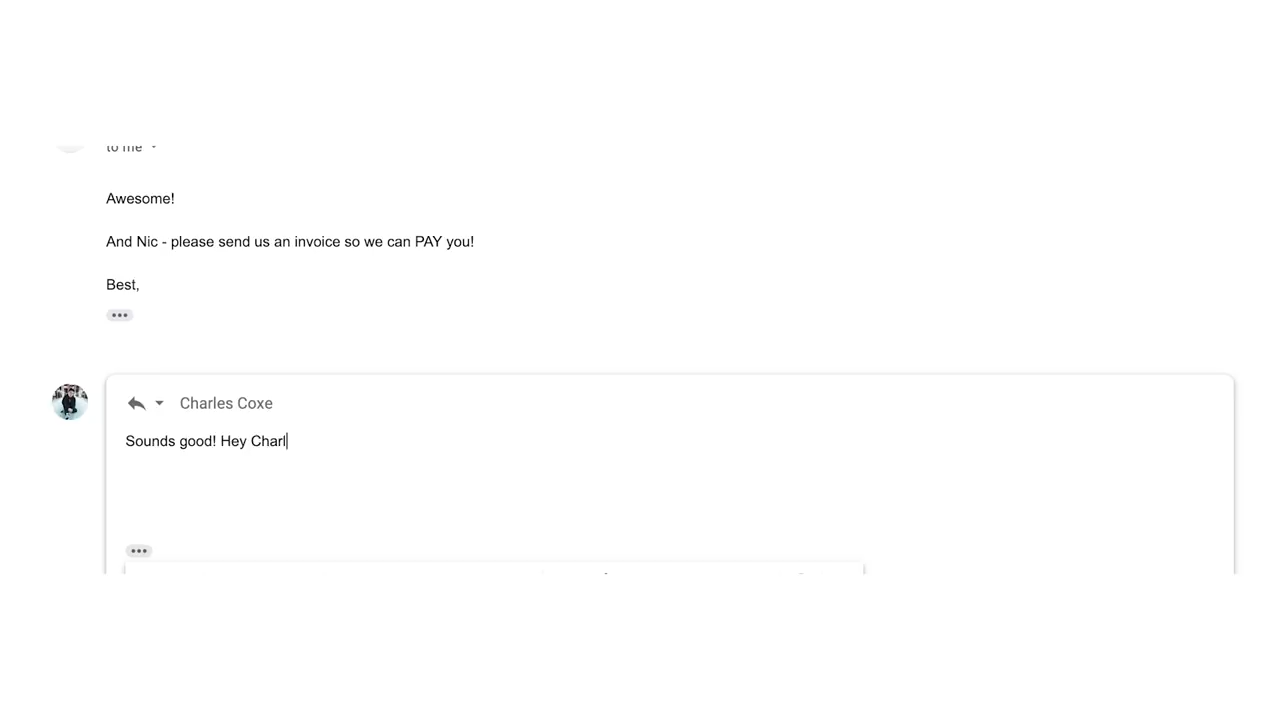 to me
Awesome!
And Nic - please send us an invoice so we can PAY you!
Best,
Charles Coxe
Sounds good! Hey Charl